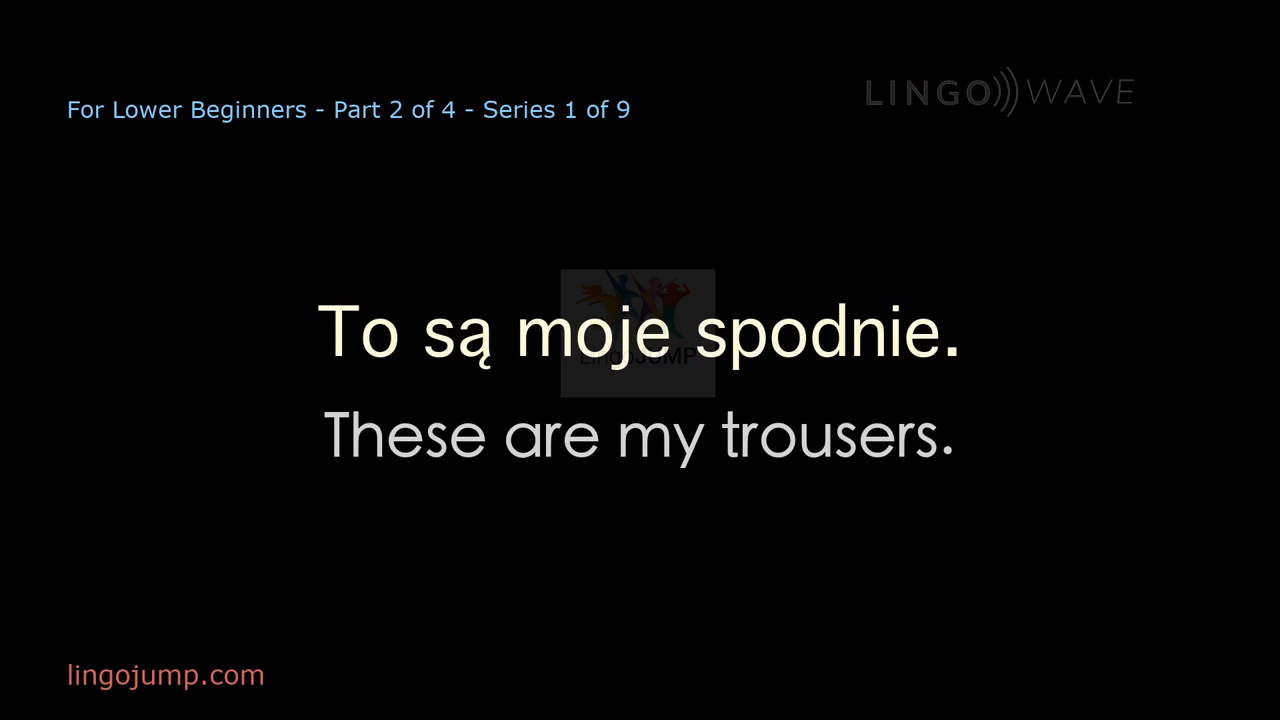 For Lower Beginners - Part 2 of 4 - Series 1 of 9
LINGO WAVE
To są moje spodnie.
LingoJUMP
These are my trousers.
lingojump.com